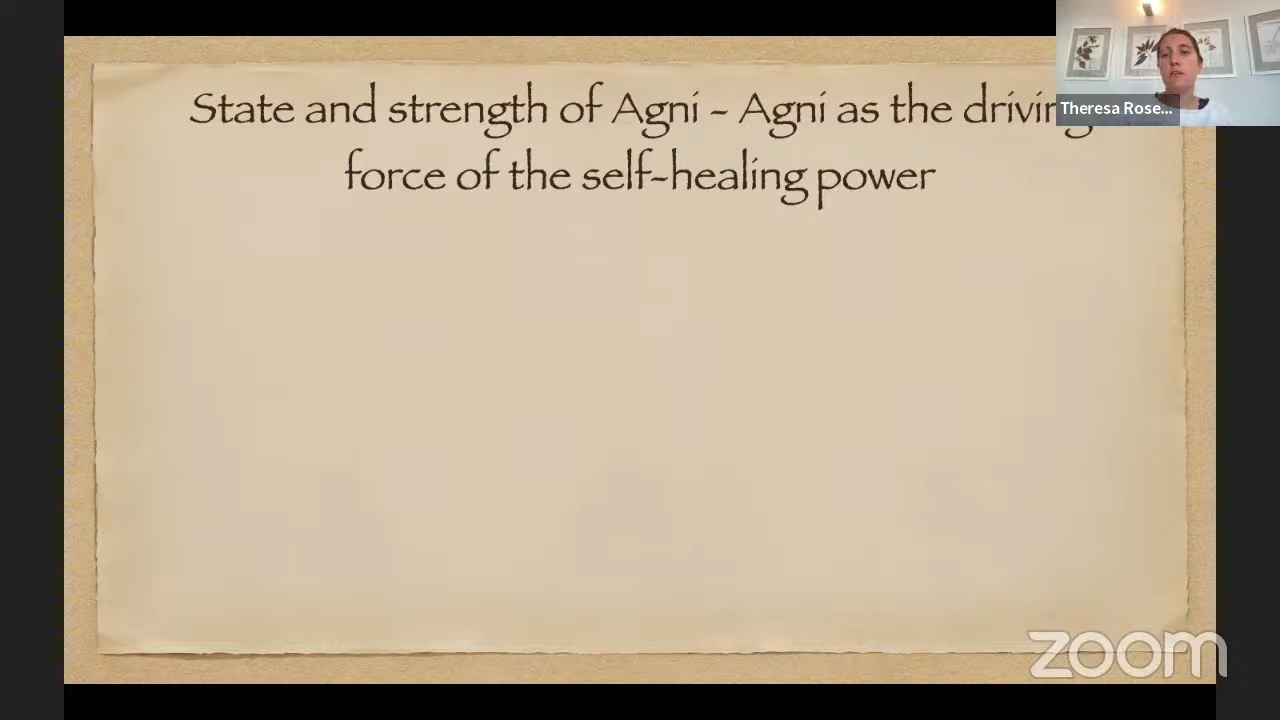 State and strength of Agni - Agni as the driving
force of the self-healing power
Theresa Rose...
zoom